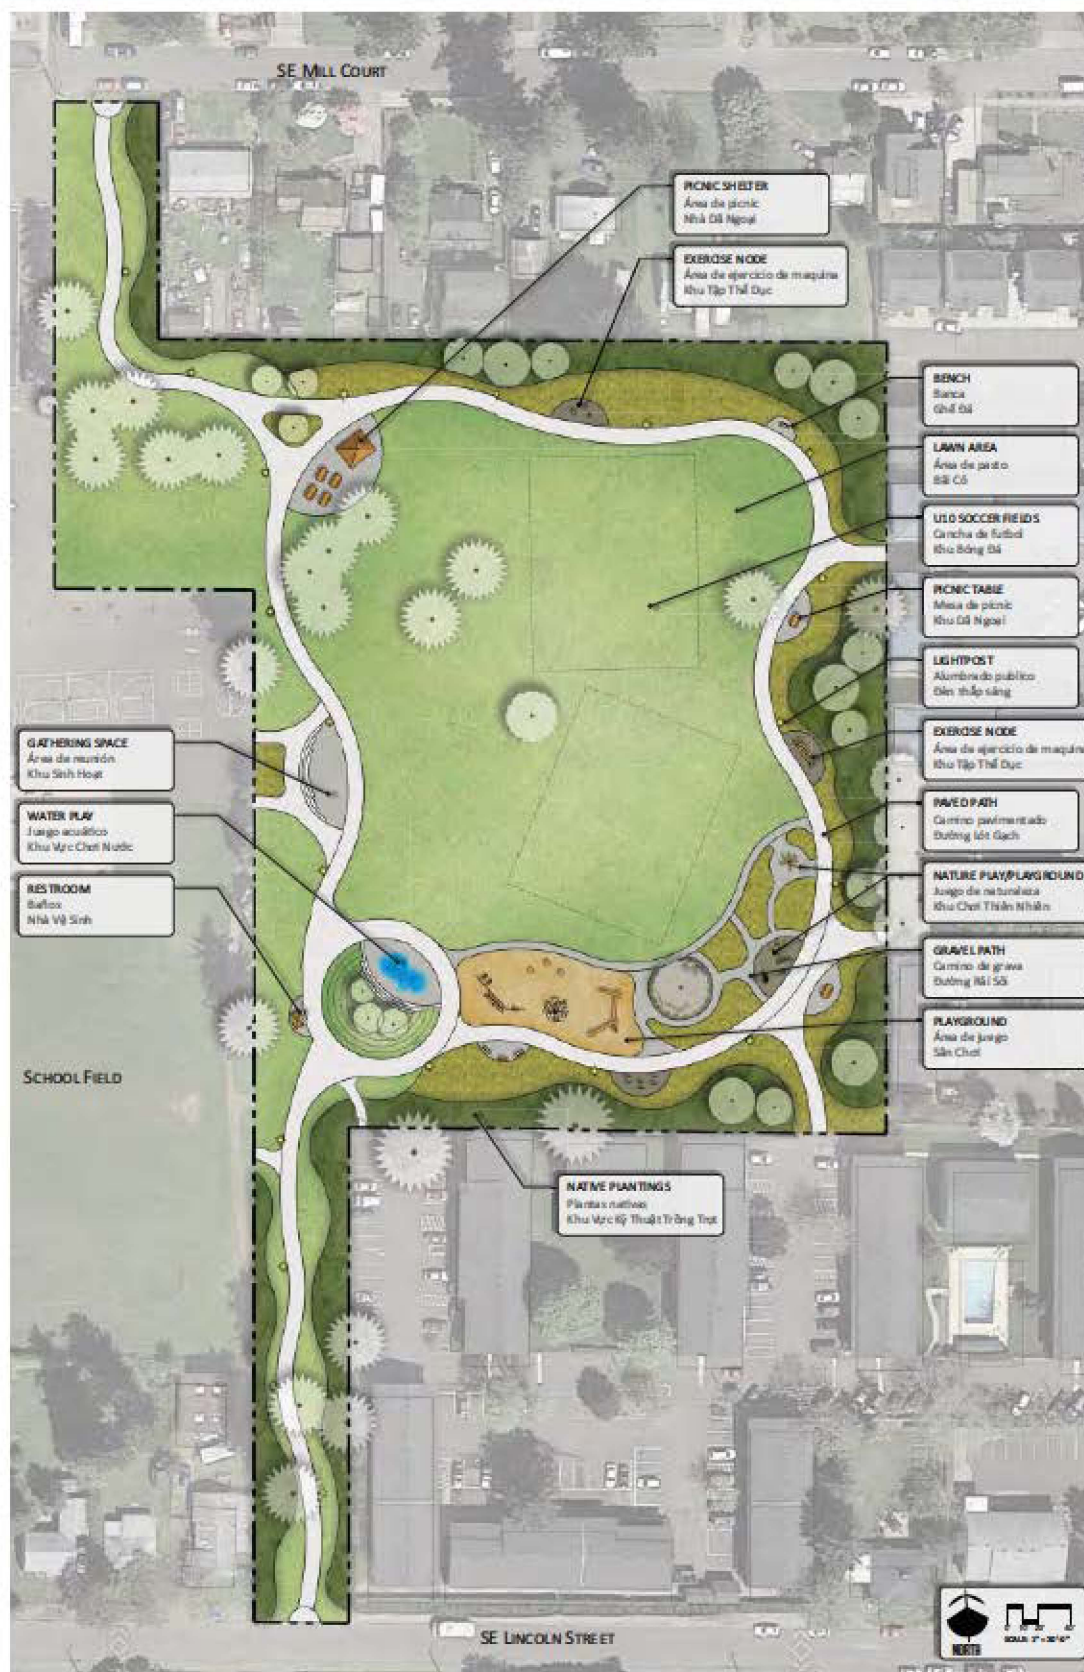 SE MILL COURT
PICNIC SHELTER
Área de picnic
Nhà Dã Ngoại
EXERCISE NODE
Área de ejercicio de maquina
Khu Tập Thể Dục
BENCH
Banca
Ghế Đá
LAWN AREA
Área de pasto
Bãi Cỏ
U10 SOCCER FIELDS
Cancha de futbol
Khu Bóng Đá
PICNIC TABLE
Mesa de picnic
Khu Dã Ngoại
LIGHTPOST
Alumbrado publico
Đèn thắp sáng
EXERCISE NODE
Área de ejercicio de maquina
Khu Tập Thể Dục
PAVED PATH
Camino pavimentado
Đường Lót Gạch
NATURE PLAY/PLAYGROUND
Juego de naturaleza
Khu Chơi Thiên Nhiên
GRAVEL PATH
Camino de grava
Đường Rải Sỏi
PLAYGROUND
Área de juego
Sân Chơi
GATHERING SPACE
Área de reunión
Khu Sinh Hoạt
WATER PLAY
Juego acuático
Khu Vực Chơi Nước
RESTROOM
Baños
Nhà Vệ Sinh
SCHOOL FIELD
NATIVE PLANTINGS
Plantas nativas
Khu Vực Kỹ Thuật Trồng Trọt
SE LINCOLN STREET
NORTH